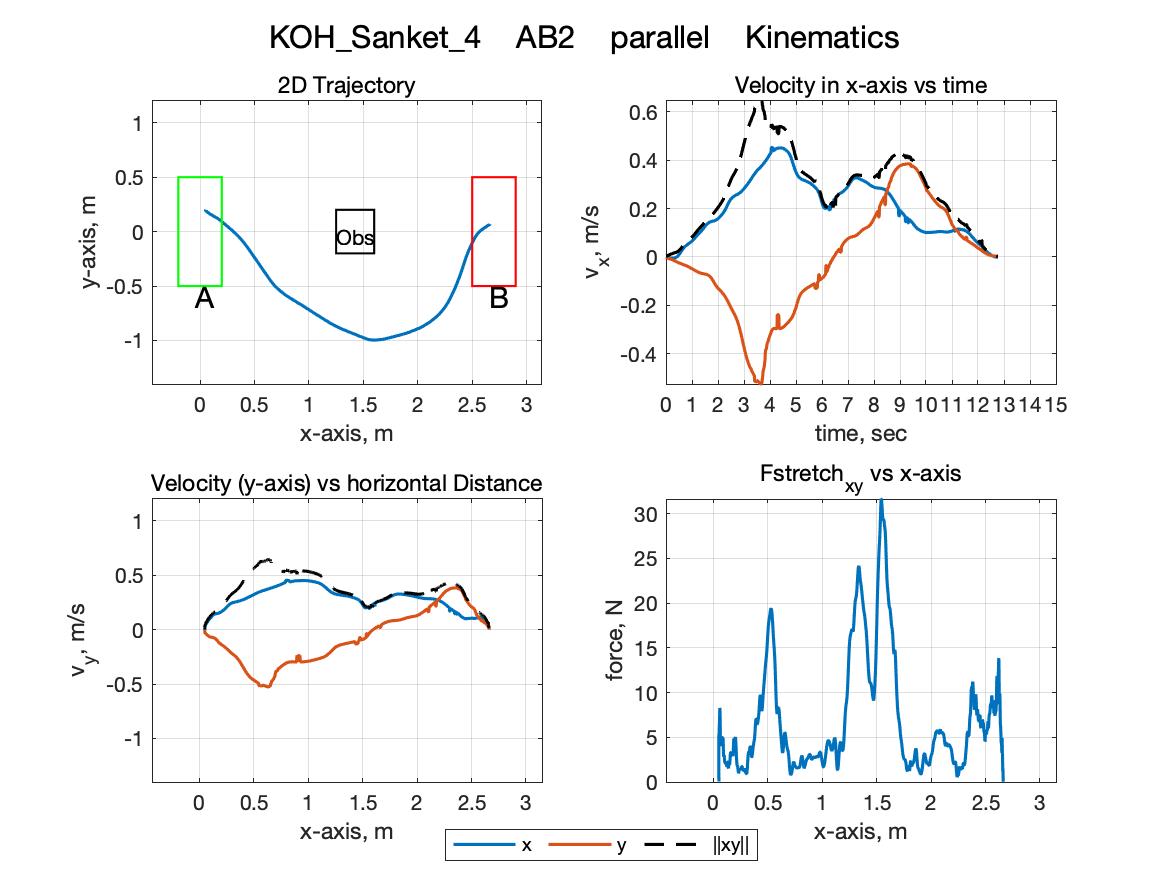 KOH_Sanket_4 AB2 parallel Kinematics
2D Trajectory
1
0.5
0
-0.5
-1
y-axis, m
A
Obs
B
0 0.5 1 1.5 2 2.5 3
x-axis, m
Velocity in x-axis vs time
0.6
0.4
0.2
0
-0.2
-0.4
vx, m/s
0 1 2 3 4 5 6 7 8 9 10 11 12 13 14 15
time, sec
Velocity (y-axis) vs horizontal Distance
1
0.5
0
-0.5
-1
vy, m/s
0 0.5 1 1.5 2 2.5 3
x-axis, m
Fstretchxy vs x-axis
30
25
20
15
10
5
0
force, N
0 0.5 1 1.5 2 2.5 3
x-axis, m
x y ||xy||